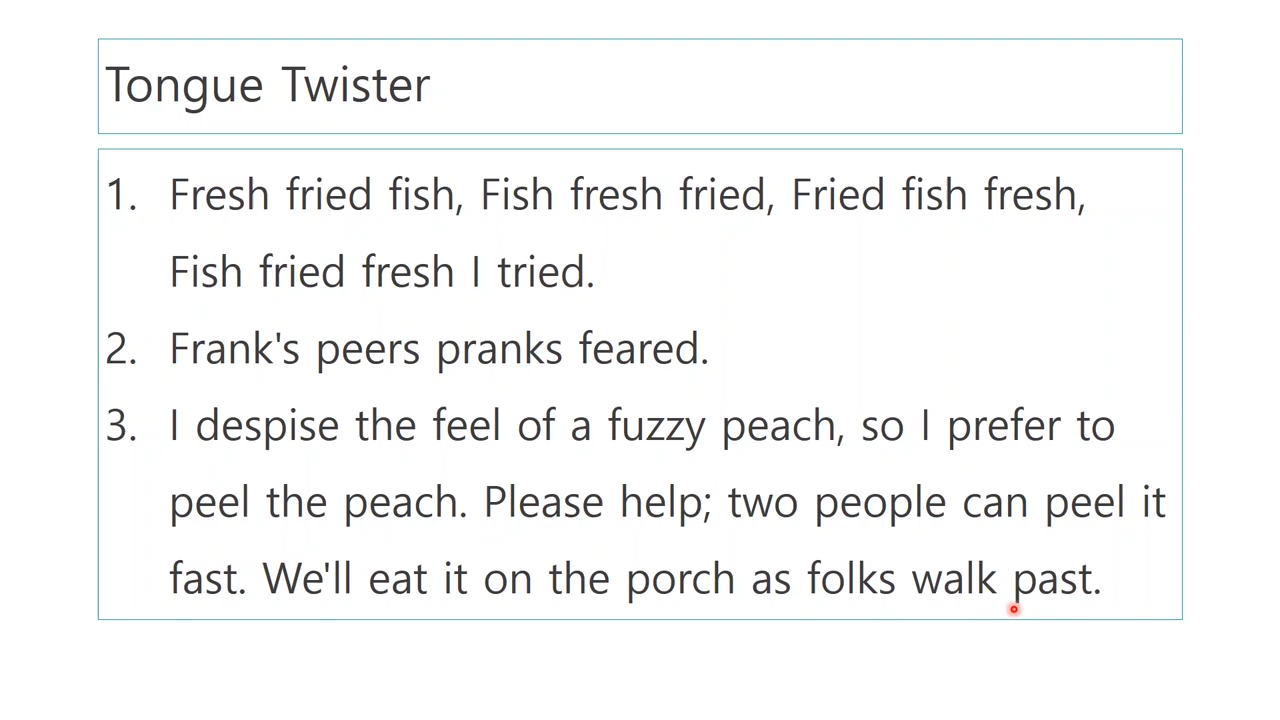 Tongue Twister
1. Fresh fried fish, Fish fresh fried, Fried fish fresh,
Fish fried fresh I tried.
2. Frank's peers pranks feared.
3. I despise the feel of a fuzzy peach, so I prefer to
peel the peach. Please help; two people can peel it
fast. We'll eat it on the porch as folks walk past.